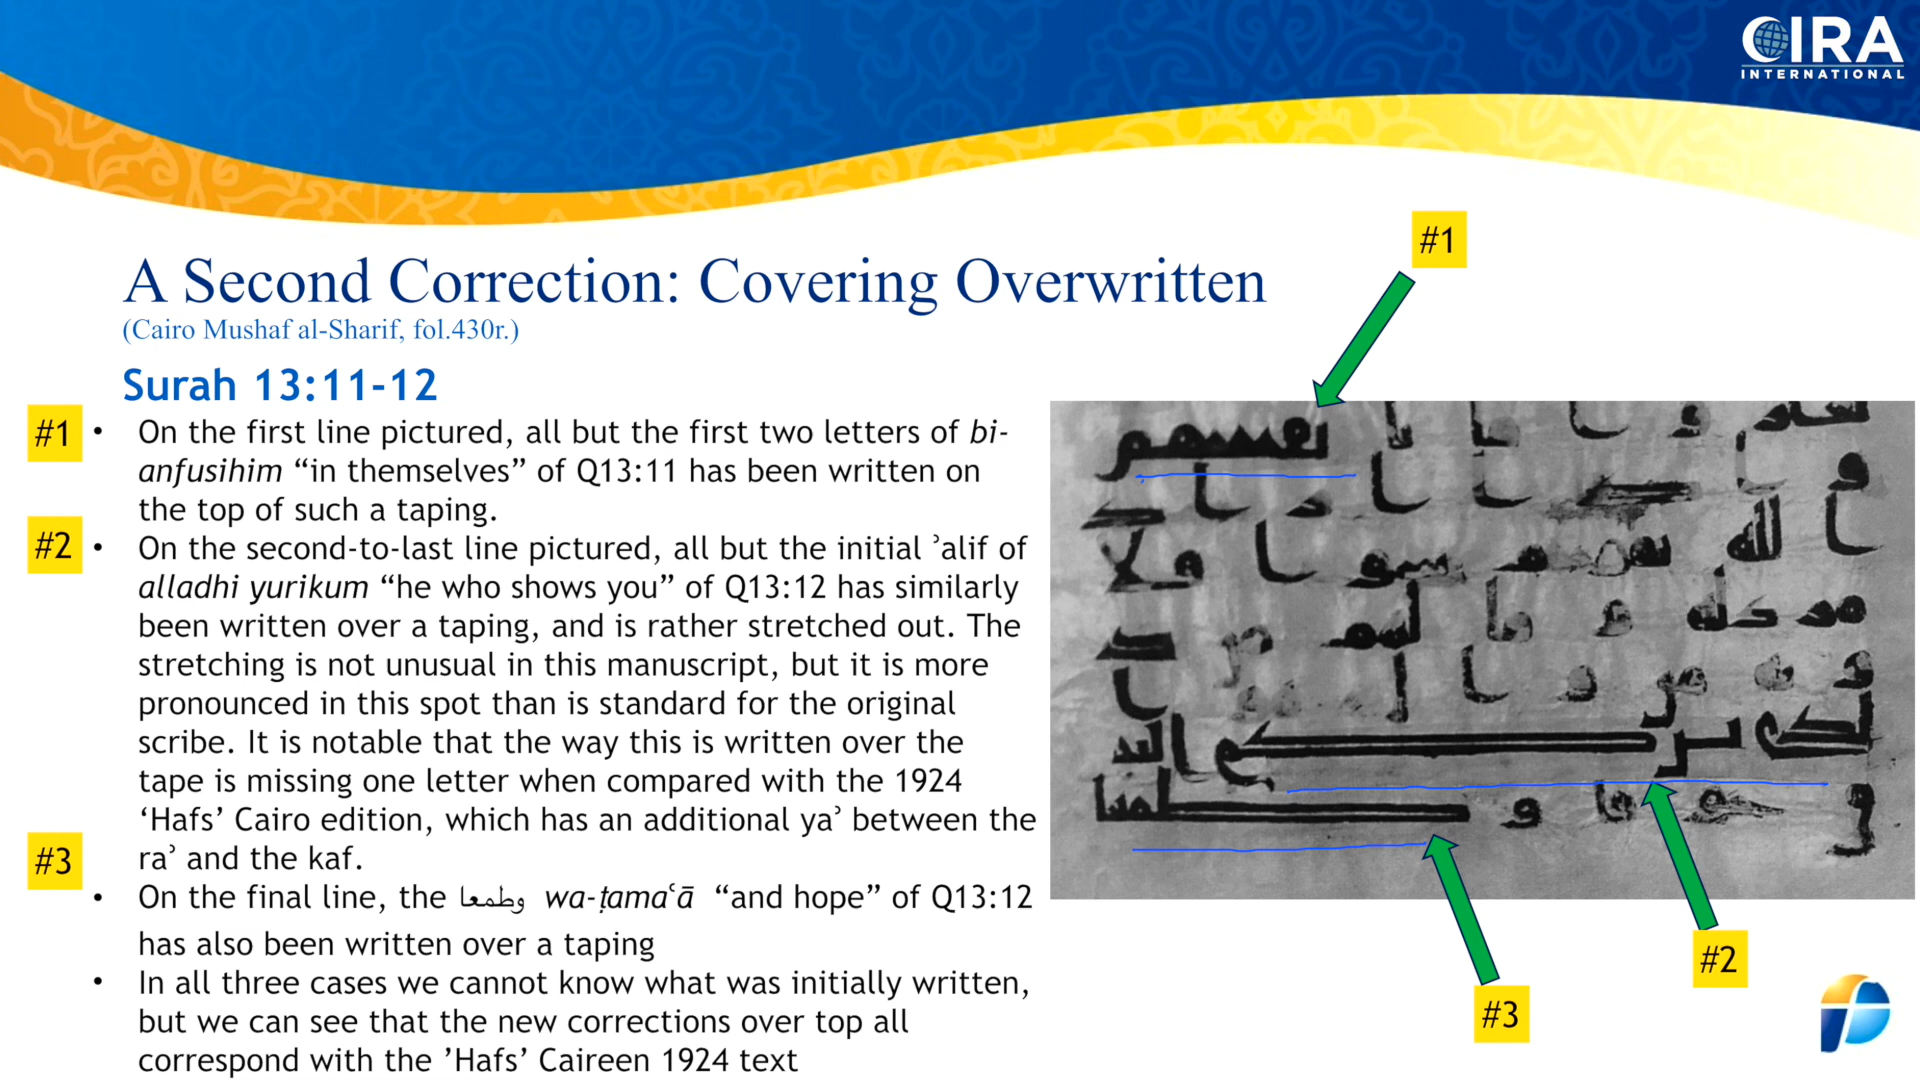 CIRA
INTERNATIONAL
#1
A Second Correction: Covering Overwritten
(Cairo Mushaf al-Sharif, fol.430r.)
Surah 13:11-12
#1
• On the first line pictured, all but the first two letters of bi-
anfusihim “in themselves” of Q13:11 has been written on
the top of such a taping.
#2
• On the second-to-last line pictured, all but the initial ʾalif of
alladhi yurikum “he who shows you” of Q13:12 has similarly
been written over a taping, and is rather stretched out. The
stretching is not unusual in this manuscript, but it is more
pronounced in this spot than is standard for the original
scribe. It is notable that the way this is written over the
tape is missing one letter when compared with the 1924
‘Hafs’ Cairo edition, which has an additional yaʾ between the
raʾ and the kaf.
#3
• On the final line, the وطمعا wa-ṭamaʿā “and hope” of Q13:12
has also been written over a taping
• In all three cases we cannot know what was initially written,
but we can see that the new corrections over top all
correspond with the ’Hafs’ Caireen 1924 text
#2
#3